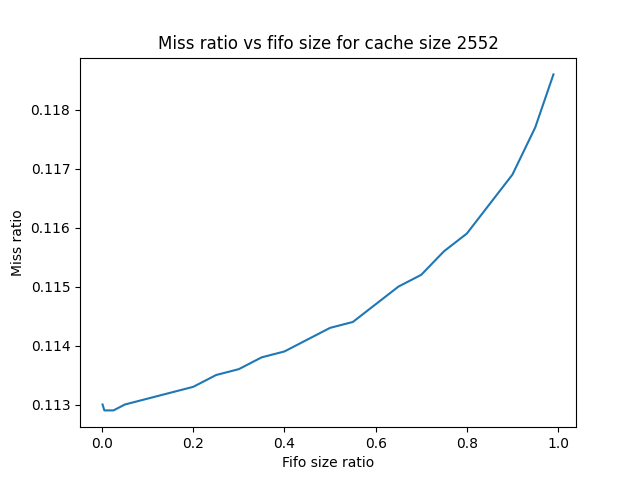 Miss ratio vs fifo size for cache size 2552
0.118
0.117
0.116
0.115
0.114
0.113
Miss ratio
0.0 0.2 0.4 0.6 0.8 1.0
Fifo size ratio